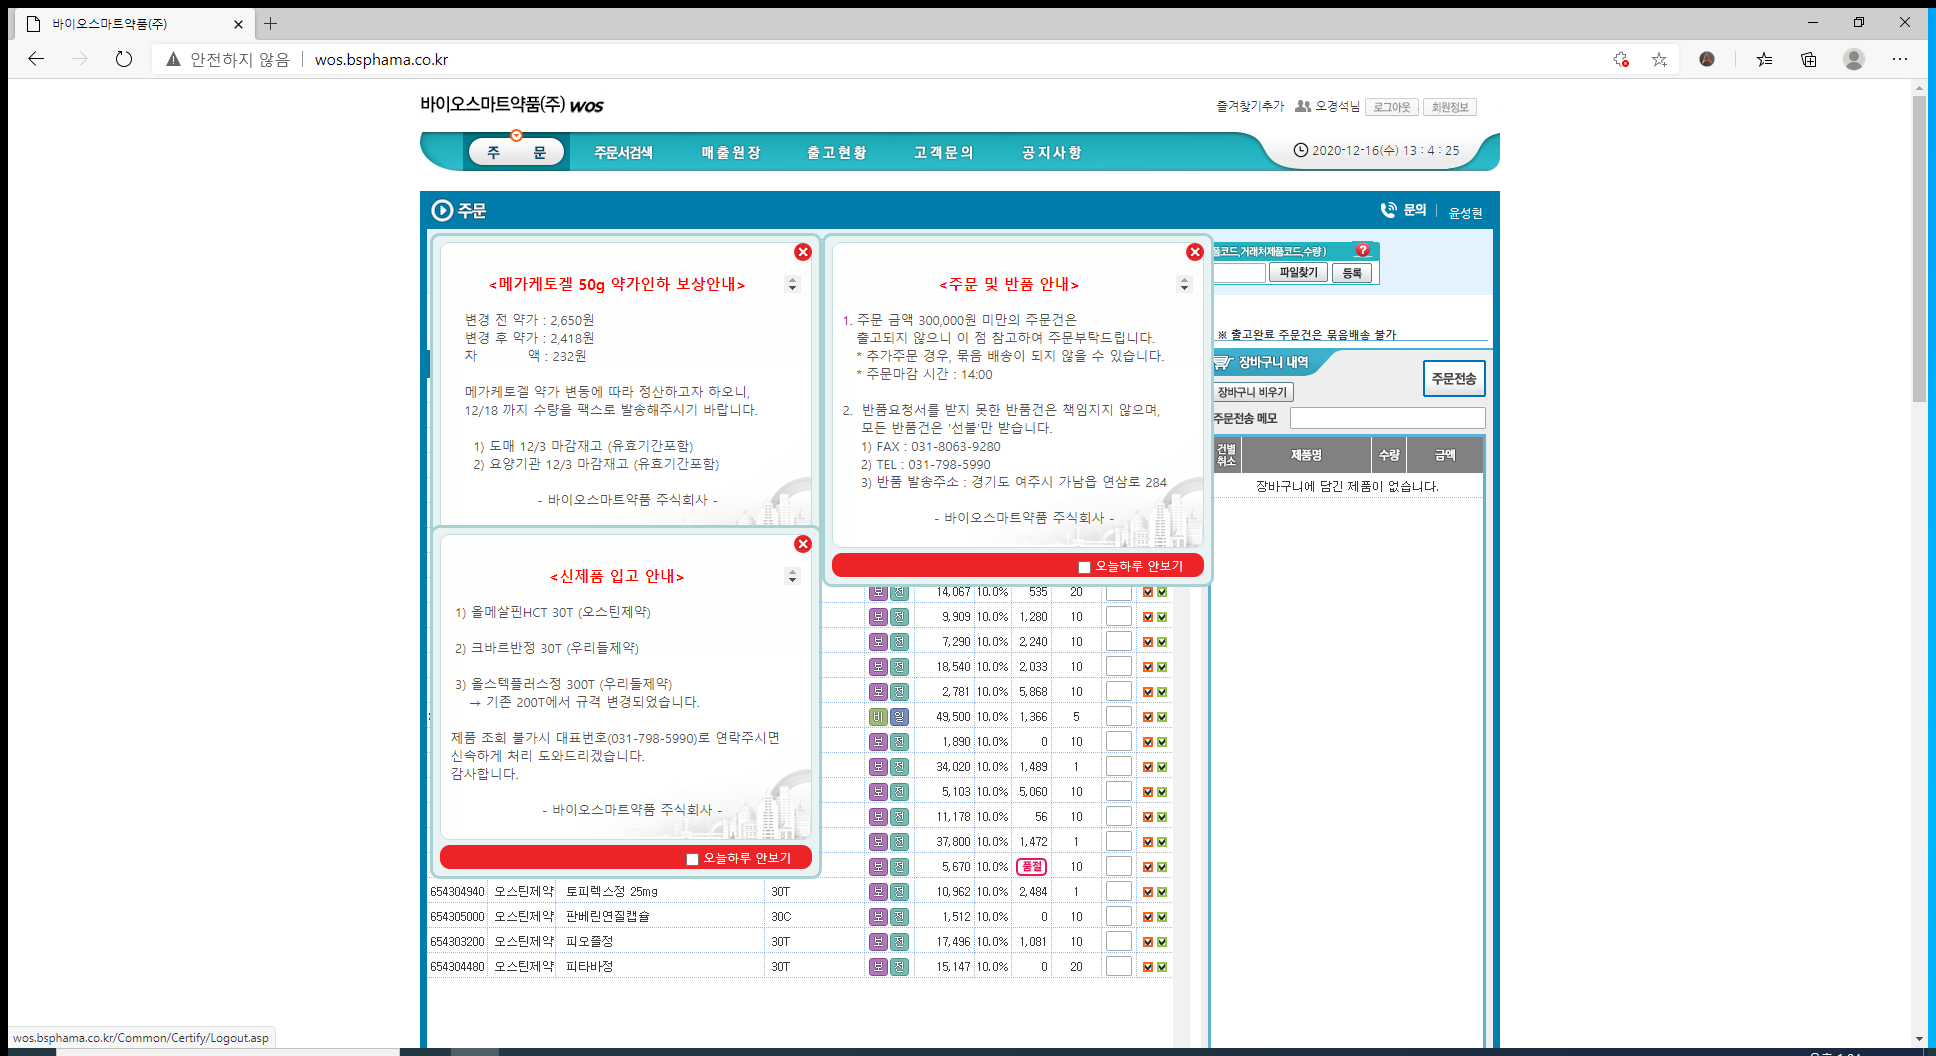 바이오스마트약품(주)
안전하지 않음 wos.bsphama.co.kr
바이오스마트약품(주) wos
즐겨찾기추가 오경석님 로그아웃 회원정보
주 문 주문서검색 매출원장 출고현황 고객문의 공지사항
2020-12-16(수) 13 : 4 : 25
주문
문의 윤성현
<메가케토겔 50g 약가인하 보상안내>
변경 전 약가 : 2,650원
변경 후 약가 : 2,418원
차 액 : 232원
메가케토겔 약가 변동에 따라 정산하고자 하오니,
12/18 까지 수량을 팩스로 발송해주시기 바랍니다.
1) 도매 12/3 마감재고 (유효기간포함)
2) 요양기관 12/3 마감재고 (유효기간포함)
- 바이오스마트약품 주식회사 -
<주문 및 반품 안내>
1. 주문 금액 300,000원 미만의 주문건은
출고되지 않으니 이 점 참고하여 주문부탁드립니다.
* 추가주문 경우, 묶음 배송이 되지 않을 수 있습니다.
* 주문마감 시간 : 14:00
2. 반품요청서를 받지 못한 반품건은 책임지지 않으며,
모든 반품건은 '선불'만 받습니다.
1) FAX : 031-8063-9280
2) TEL : 031-798-5990
3) 반품 발송주소 : 경기도 여주시 가남읍 연삼로 284
- 바이오스마트약품 주식회사 -
오늘하루 안보기
품코드,거래처제품코드,수량 )
파일찾기 등록
※ 출고완료 주문건은 묶음배송 불가
장바구니 내역
주문전송
장바구니 비우기
주문전송 메모
건별취소 제품명 수량 금액
장바구니에 담긴 제품이 없습니다.
<신제품 입고 안내>
1) 올메살핀HCT 30T (오스틴제약)
2) 크바르반정 30T (우리들제약)
3) 올스텍플러스정 300T (우리들제약)
→ 기존 200T에서 규격 변경되었습니다.
제품 조회 불가시 대표번호(031-798-5990)로 연락주시면
신속하게 처리 도와드리겠습니다.
감사합니다.
- 바이오스마트약품 주식회사 -
오늘하루 안보기
보 전 14,067 10.0% 535 20
보 전 9,909 10.0% 1,280 10
보 전 7,290 10.0% 2,240 10
보 전 18,540 10.0% 2,033 10
보 전 2,781 10.0% 5,868 10
비 일 49,500 10.0% 1,366 5
보 전 1,890 10.0% 0 10
보 전 34,020 10.0% 1,489 1
보 전 5,103 10.0% 5,060 10
보 전 11,178 10.0% 56 10
보 전 37,800 10.0% 1,472 1
보 전 5,670 10.0% 품절 10
654304940 오스틴제약 토피렉스정 25mg 30T 보 전 10,962 10.0% 2,484 1
654305000 오스틴제약 판베린연질캡슐 30C 보 전 1,512 10.0% 0 10
654303200 오스틴제약 피오졸정 30T 보 전 17,496 10.0% 1,081 10
654304480 오스틴제약 피타바정 30T 보 전 15,147 10.0% 0 20
wos.bsphama.co.kr/Common/Certify/Logout.asp